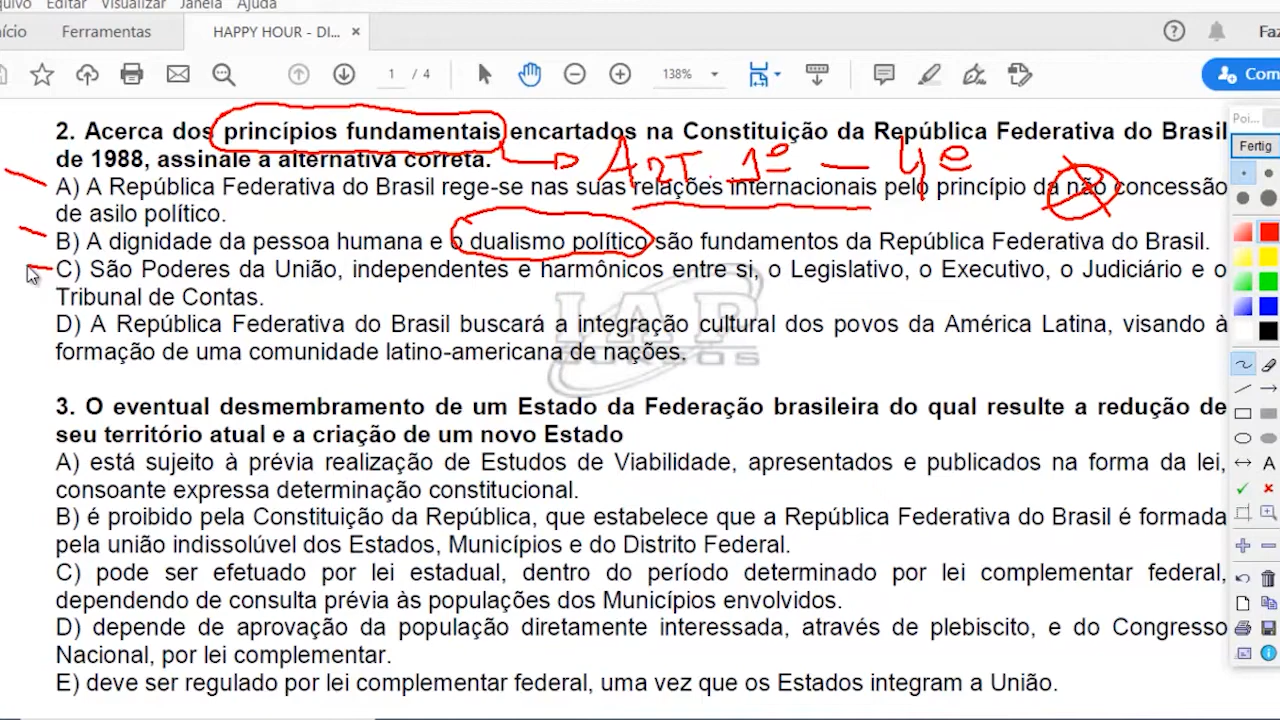 quivo Editar Visualizar Janela Ajuda
nício Ferramentas HAPPY HOUR - DI... × Faz
1 / 4 138% Com
Poi...
Fertig
2. Acerca dos princípios fundamentais encartados na Constituição da República Federativa do Brasil
de 1988, assinale a alternativa correta.
ART. 1º — 4º
A) A República Federativa do Brasil rege-se nas suas relações internacionais pelo princípio da não concessão
de asilo político.
B) A dignidade da pessoa humana e o dualismo político são fundamentos da República Federativa do Brasil.
C) São Poderes da União, independentes e harmônicos entre si, o Legislativo, o Executivo, o Judiciário e o
Tribunal de Contas.
D) A República Federativa do Brasil buscará a integração cultural dos povos da América Latina, visando à
formação de uma comunidade latino-americana de nações.
IAP
CURSOS
3. O eventual desmembramento de um Estado da Federação brasileira do qual resulte a redução de
seu território atual e a criação de um novo Estado
A) está sujeito à prévia realização de Estudos de Viabilidade, apresentados e publicados na forma da lei,
consoante expressa determinação constitucional.
B) é proibido pela Constituição da República, que estabelece que a República Federativa do Brasil é formada
pela união indissolúvel dos Estados, Municípios e do Distrito Federal.
C) pode ser efetuado por lei estadual, dentro do período determinado por lei complementar federal,
dependendo de consulta prévia às populações dos Municípios envolvidos.
D) depende de aprovação da população diretamente interessada, através de plebiscito, e do Congresso
Nacional, por lei complementar.
E) deve ser regulado por lei complementar federal, uma vez que os Estados integram a União.